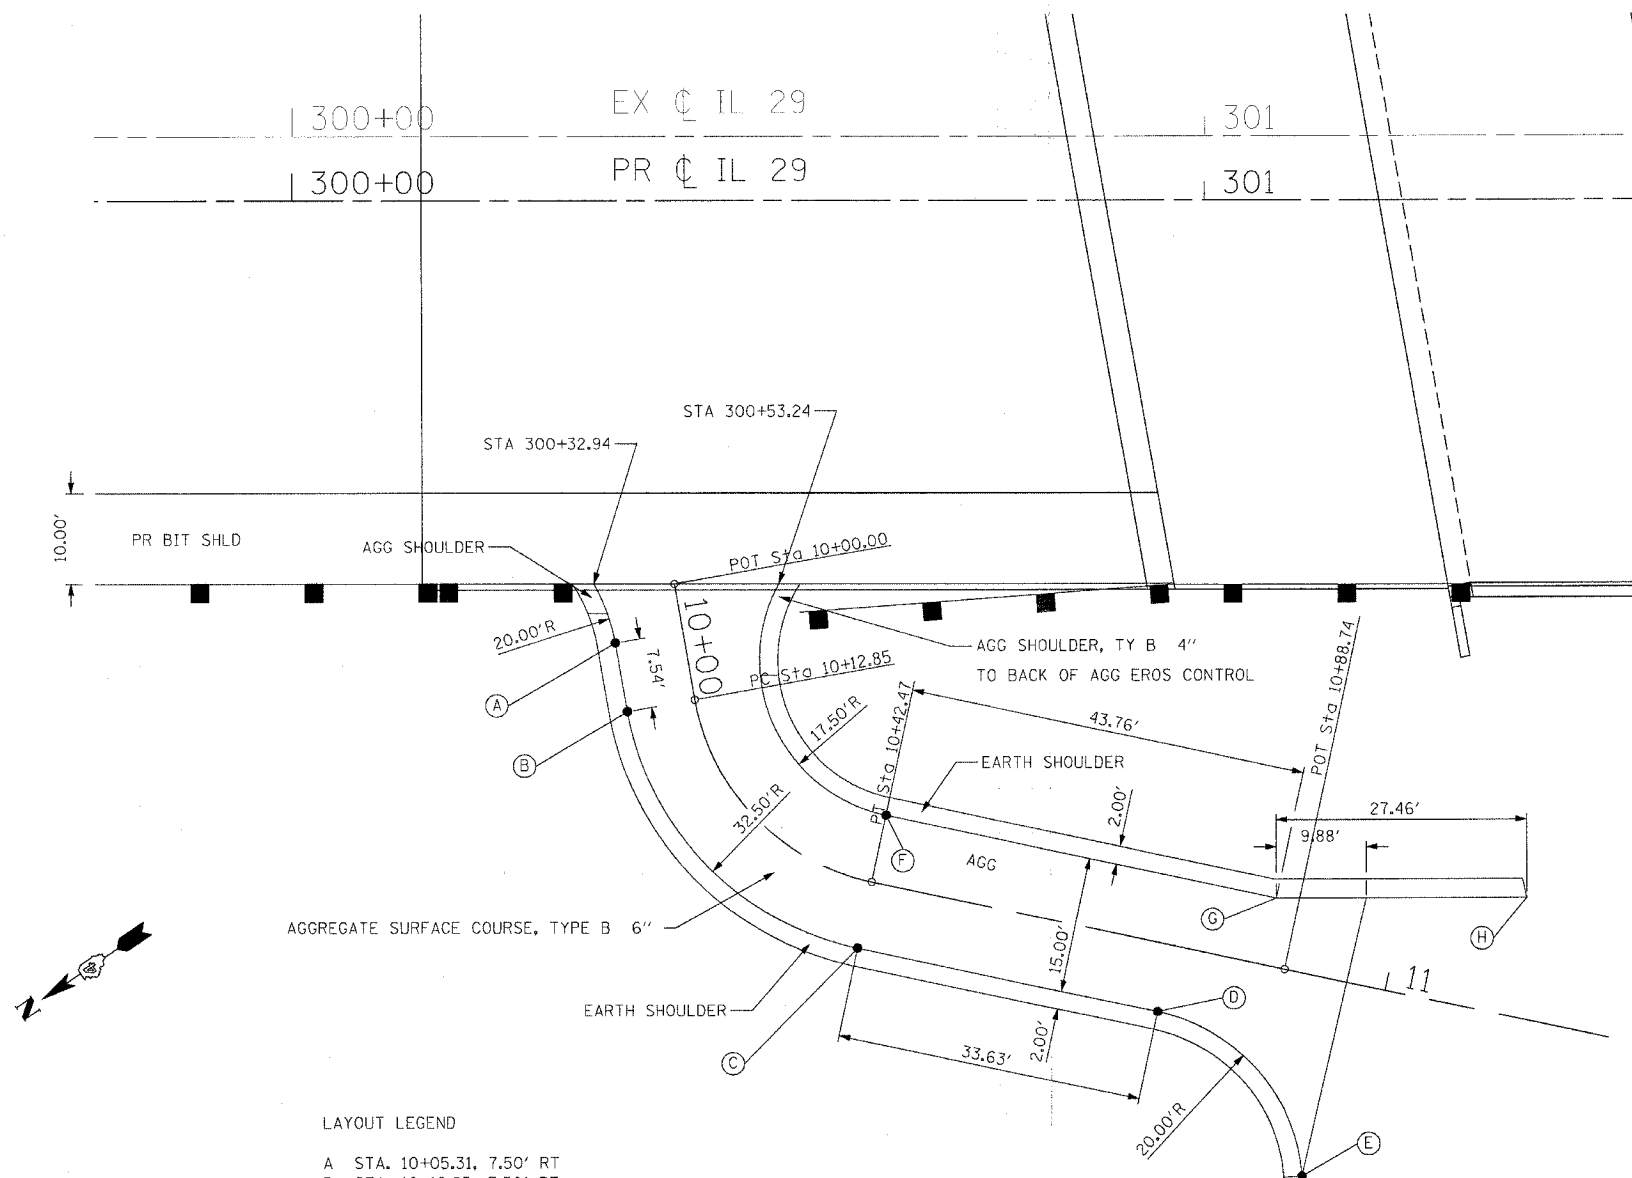 300+00 EX ℄ IL 29 301
300+00 PR ℄ IL 29 301
STA 300+53.24
STA 300+32.94
10.00'
PR BIT SHLD
AGG SHOULDER
POT Sta 10+00.00
20.00'R
7.54'
10+00
PC Sta 10+12.85
AGG SHOULDER, TY B 4"
TO BACK OF AGG EROS CONTROL
A
B
17.50'R
PT Sta 10+42.47
43.76'
POT Sta 10+88.74
EARTH SHOULDER
2.00'
27.46'
9.88'
32.50'R
F
AGG
G
H
AGGREGATE SURFACE COURSE, TYPE B 6"
15.00'
11
N
EARTH SHOULDER
D
C
33.63'
2.00'
20.00'R
E
LAYOUT LEGEND
A STA. 10+05.31, 7.50' RT